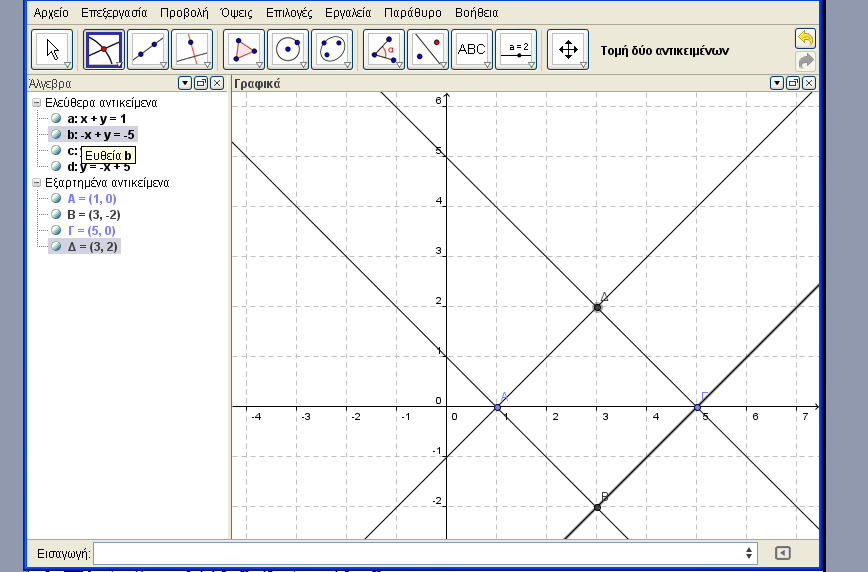 Αρχείο Επεξεργασία Προβολή Όψεις Επιλογές Εργαλεία Παράθυρο Βοήθεια
α ABC a = 2 Τομή δύο αντικειμένων
Άλγεβρα
Ελεύθερα αντικείμενα
a: x + y = 1
b: -x + y = -5
c:
Ευθεία b
d: y = -x + 5
Εξαρτημένα αντικείμενα
Α = (1, 0)
Β = (3, -2)
Γ = (5, 0)
Δ = (3, 2)
Γραφικά
6
5
4
3
2
1
0
-1
-2
-4 -3 -2 -1 0 1 2 3 4 5 6 7
Δ
Α
Γ
Β
Εισαγωγή: